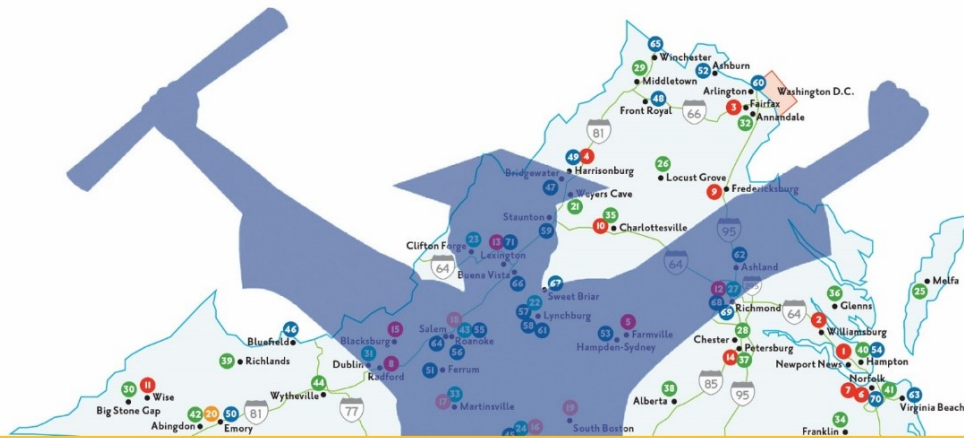 65
Winchester
52
Ashburn
29
Middletown
60
Arlington
Washington D.C.
48
Front Royal
66
3
Fairfax
32
Annandale
81
49
4
Harrisonburg
26
Locust Grove
Bridgewater
47
9
Fredericksburg
Weyers Cave
21
Staunton
35
10
Charlottesville
59
95
Clifton Forge
23
13
71
Lexington
64
64
62
Ashland
Buena Vista
66
67
Sweet Briar
Melfa
25
12
27
68
Richmond
69
22
57
Lynchburg
58
61
36
Glenns
64
2
Williamsburg
18
Salem
43
55
Roanoke
64
56
5
53
Farmville
Hampden-Sydney
15
Blacksburg
46
Bluefield
28
Chester
Petersburg
14
37
1
40
54
Newport News
Hampton
39
Richlands
31
Dublin
8
Radford
51
Ferrum
Norfolk
7
6
70
41
63
Virginia Beach
30
11
Wise
Big Stone Gap
44
Wytheville
77
33
17
Martinsville
19
South Boston
38
Alberta
85
95
42
20
50
Abingdon
Emory
81
24
16
34
Franklin